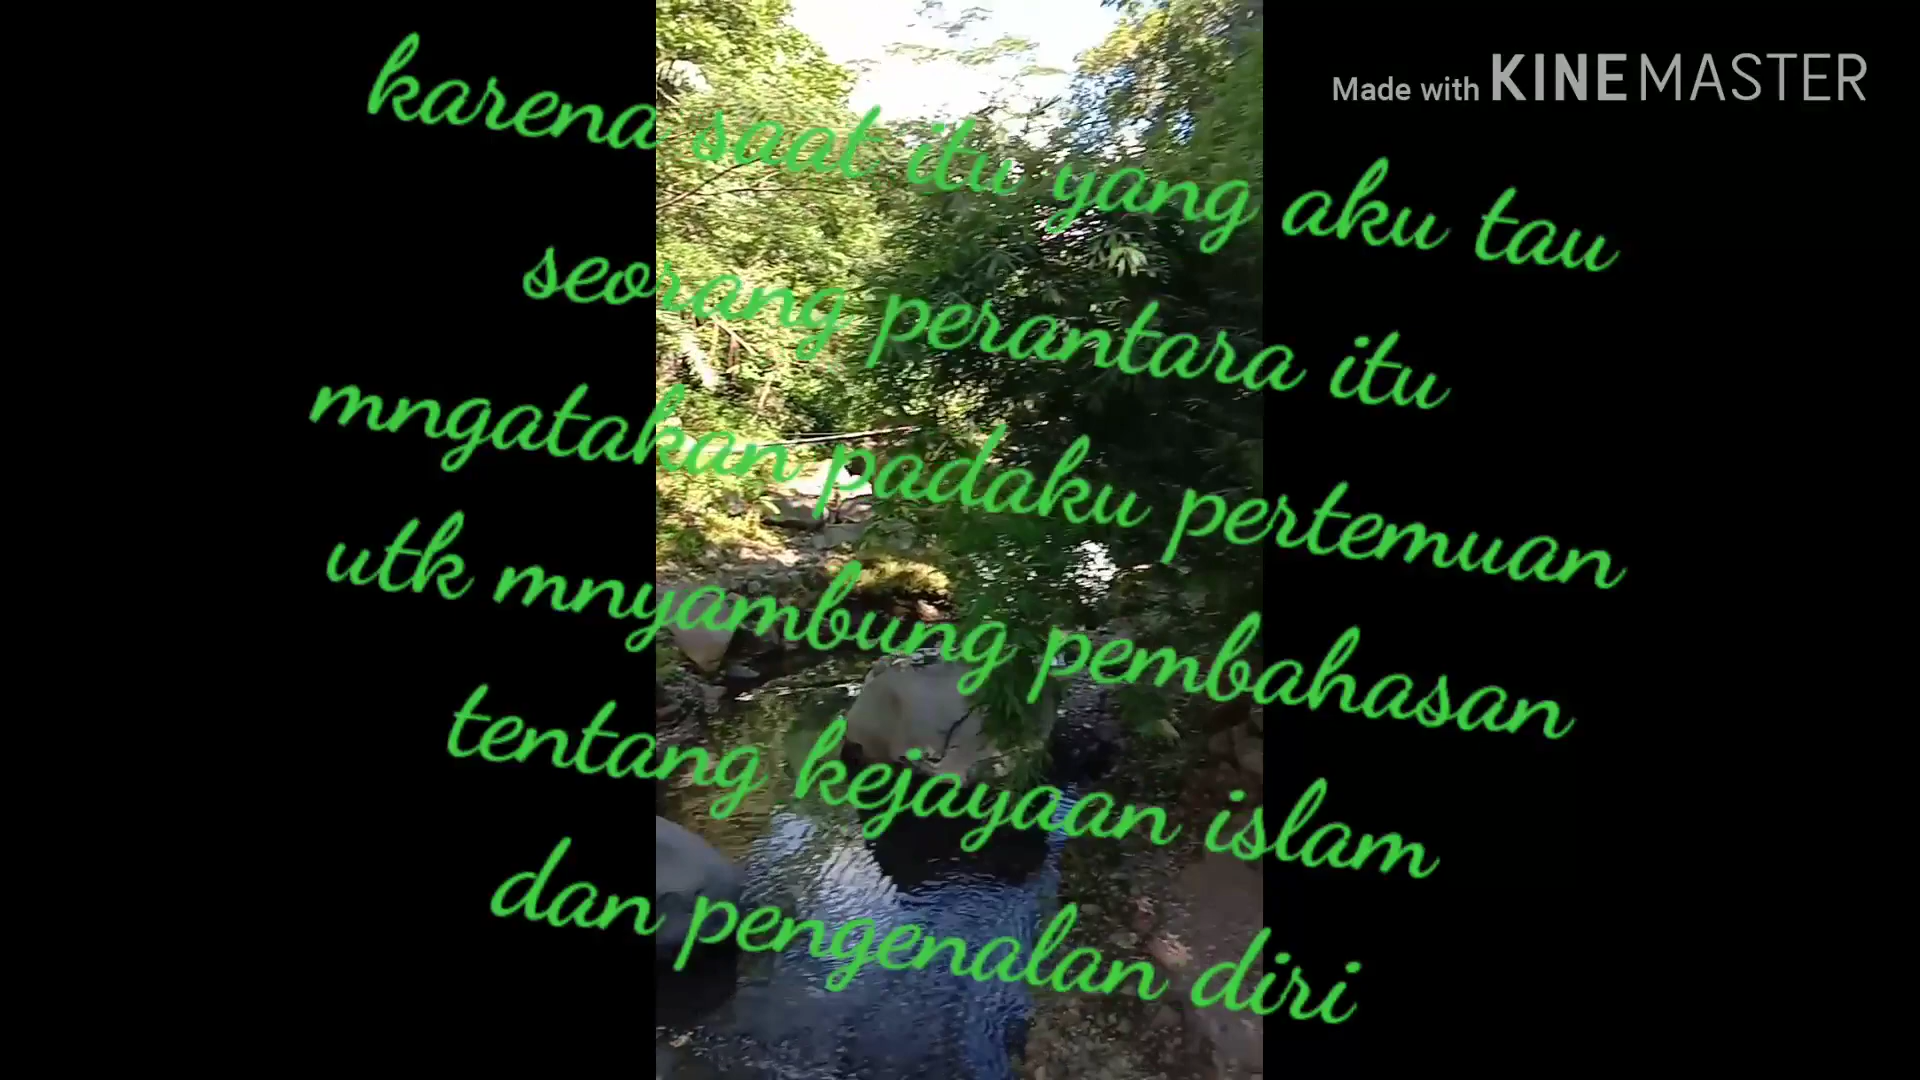 Made with KINEMASTER
karena saat itu yang aku tau
seorang perantara itu
mngatakan padaku pertemuan
utk mnyambung pembahasan
tentang kejayaan islam
dan pengenalan diri